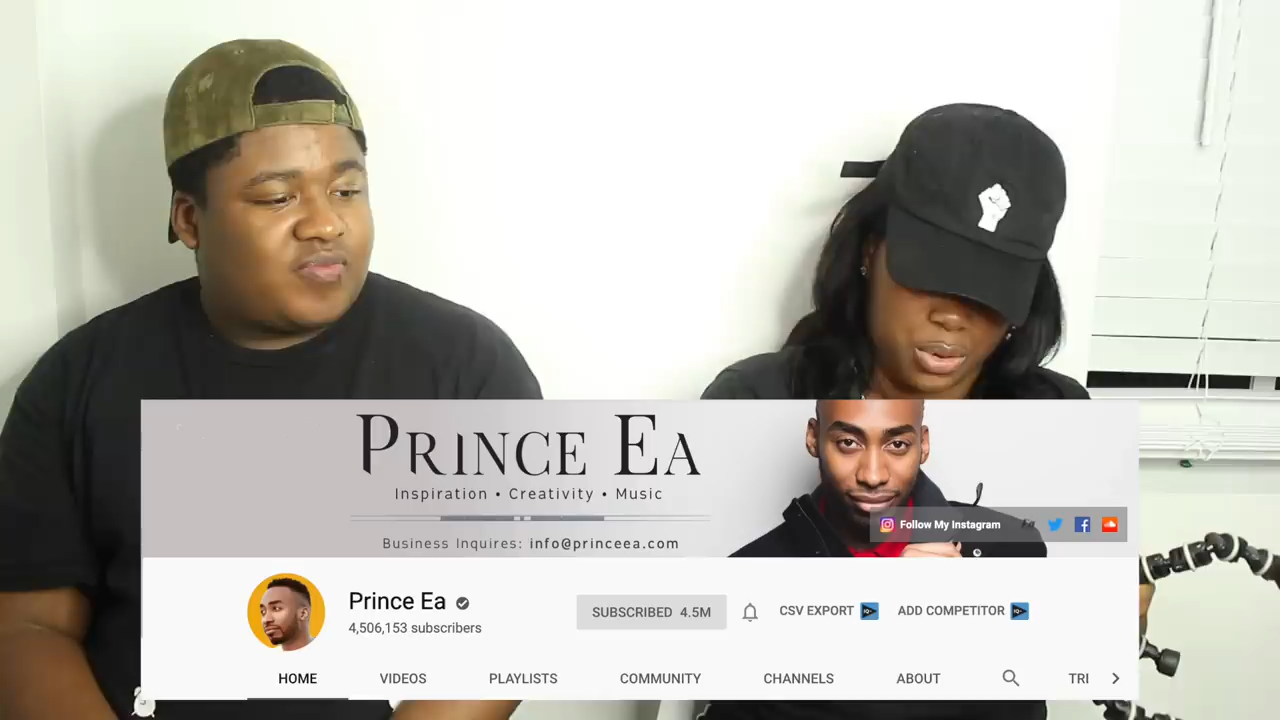 PRINCE EA
Inspiration • Creativity • Music
Follow My Instagram
Business Inquires: info@princeea.com
Prince Ea
4,506,153 subscribers
SUBSCRIBED 4.5M
CSV EXPORT
ADD COMPETITOR
HOME
VIDEOS
PLAYLISTS
COMMUNITY
CHANNELS
ABOUT
TRI